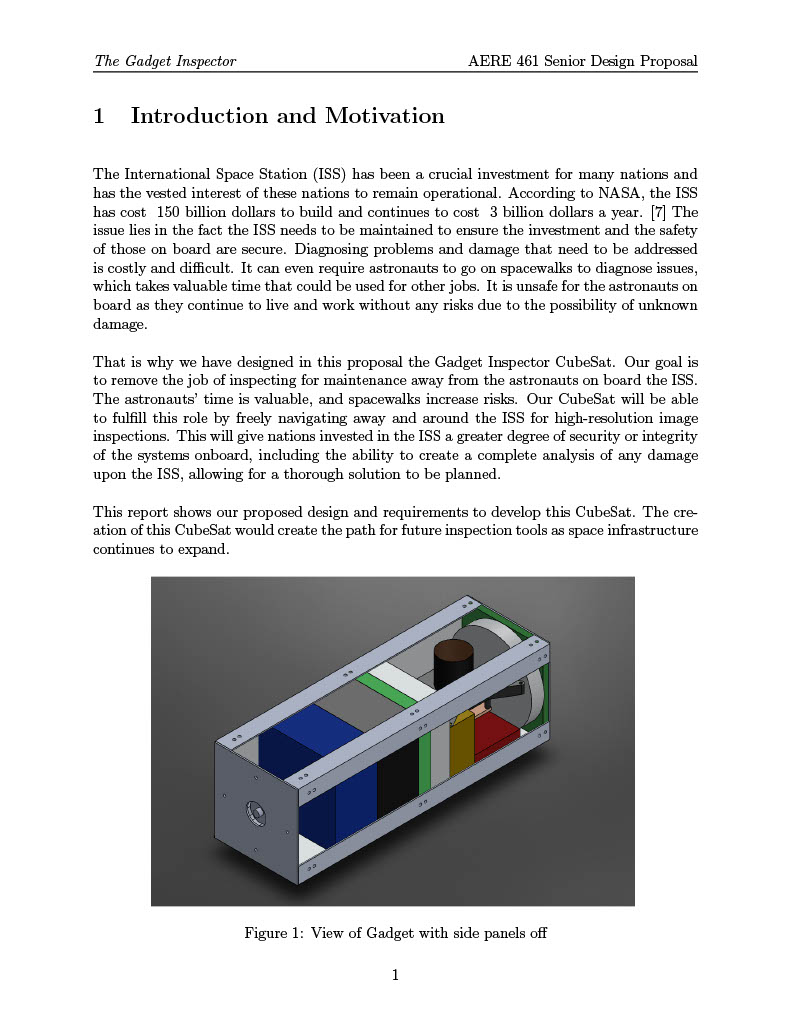 The Gadget Inspector
AERE 461 Senior Design Proposal
1 Introduction and Motivation
The International Space Station (ISS) has been a crucial investment for many nations and
has the vested interest of these nations to remain operational. According to NASA, the ISS
has cost 150 billion dollars to build and continues to cost 3 billion dollars a year. [7] The
issue lies in the fact the ISS needs to be maintained to ensure the investment and the safety
of those on board are secure. Diagnosing problems and damage that need to be addressed
is costly and difficult. It can even require astronauts to go on spacewalks to diagnose issues,
which takes valuable time that could be used for other jobs. It is unsafe for the astronauts on
board as they continue to live and work without any risks due to the possibility of unknown
damage.
That is why we have designed in this proposal the Gadget Inspector CubeSat. Our goal is
to remove the job of inspecting for maintenance away from the astronauts on board the ISS.
The astronauts' time is valuable, and spacewalks increase risks. Our CubeSat will be able
to fulfill this role by freely navigating away and around the ISS for high-resolution image
inspections. This will give nations invested in the ISS a greater degree of security or integrity
of the systems onboard, including the ability to create a complete analysis of any damage
upon the ISS, allowing for a thorough solution to be planned.
This report shows our proposed design and requirements to develop this CubeSat. The cre-
ation of this CubeSat would create the path for future inspection tools as space infrastructure
continues to expand.
Figure 1: View of Gadget with side panels off
1